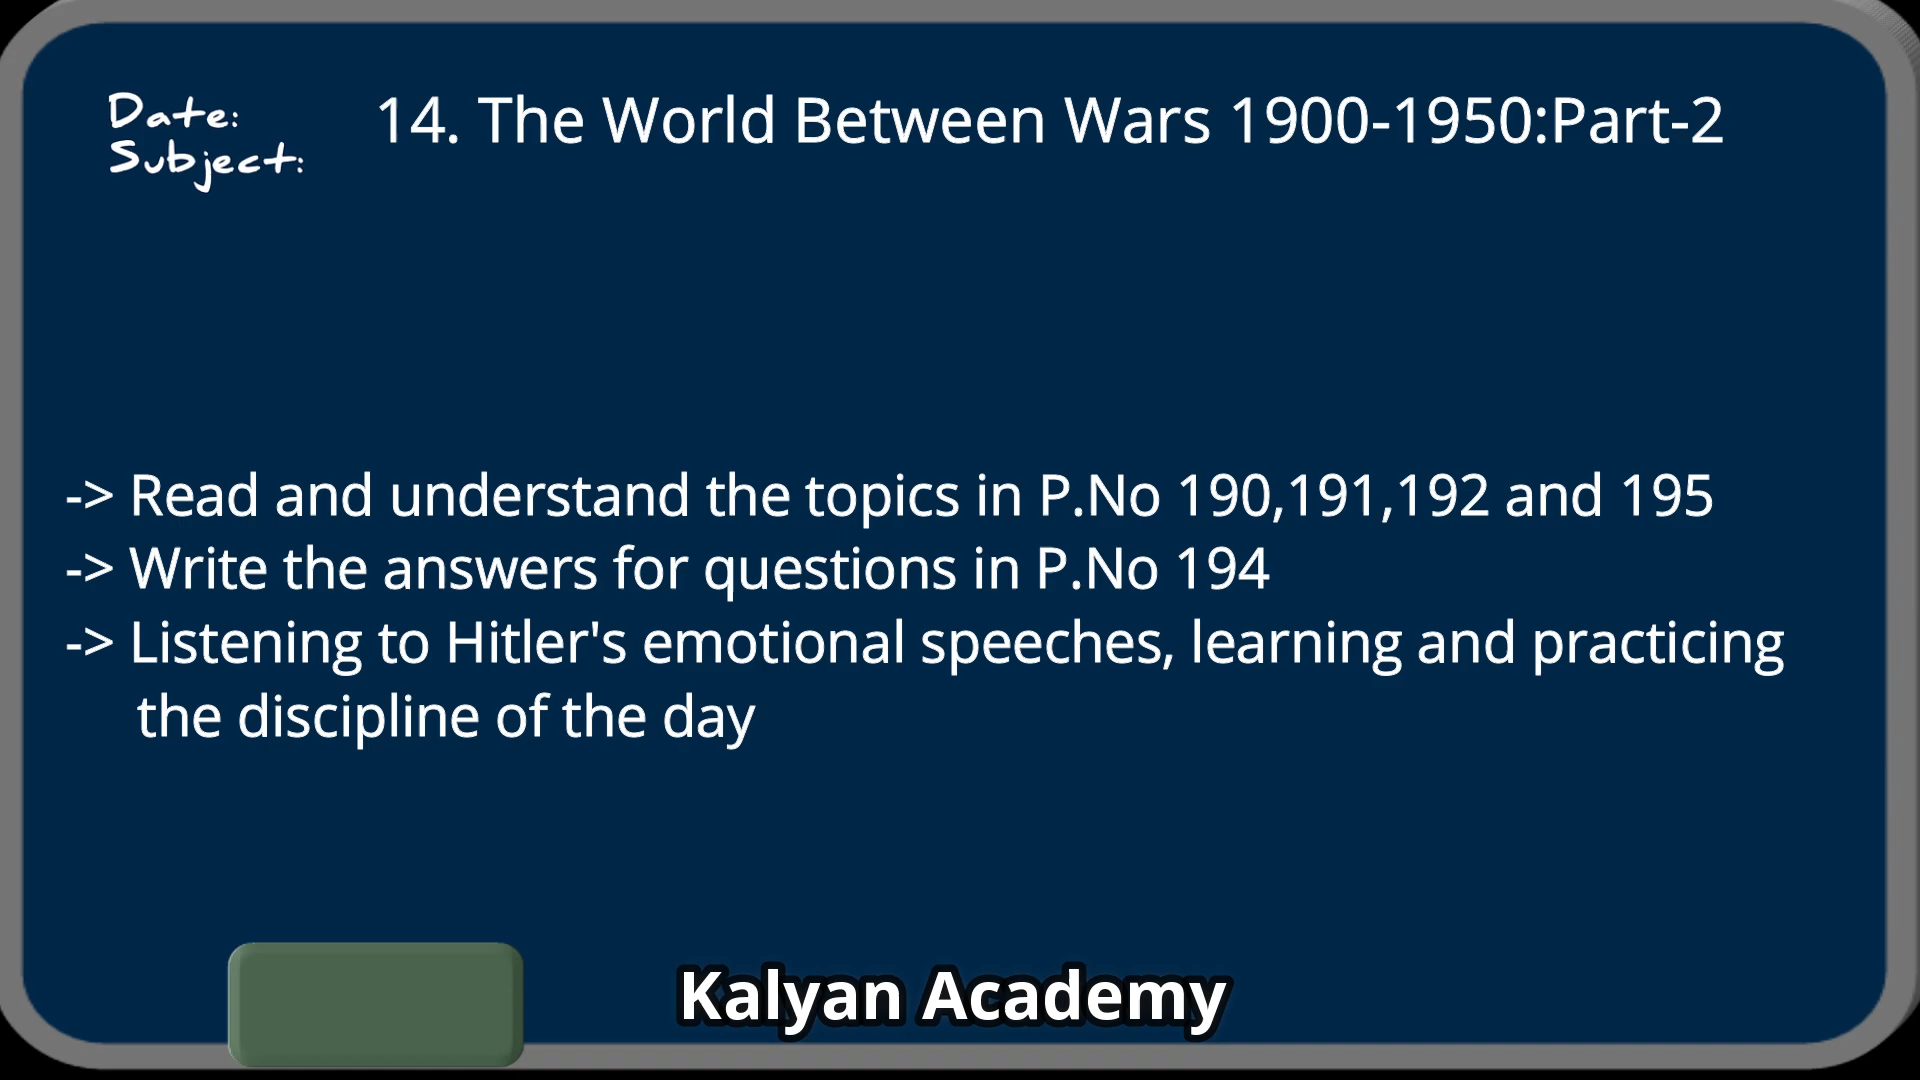 Date:
Subject:
14. The World Between Wars 1900-1950:Part-2
-> Read and understand the topics in P.No 190,191,192 and 195
-> Write the answers for questions in P.No 194
-> Listening to Hitler's emotional speeches, learning and practicing
the discipline of the day
Kalyan Academy